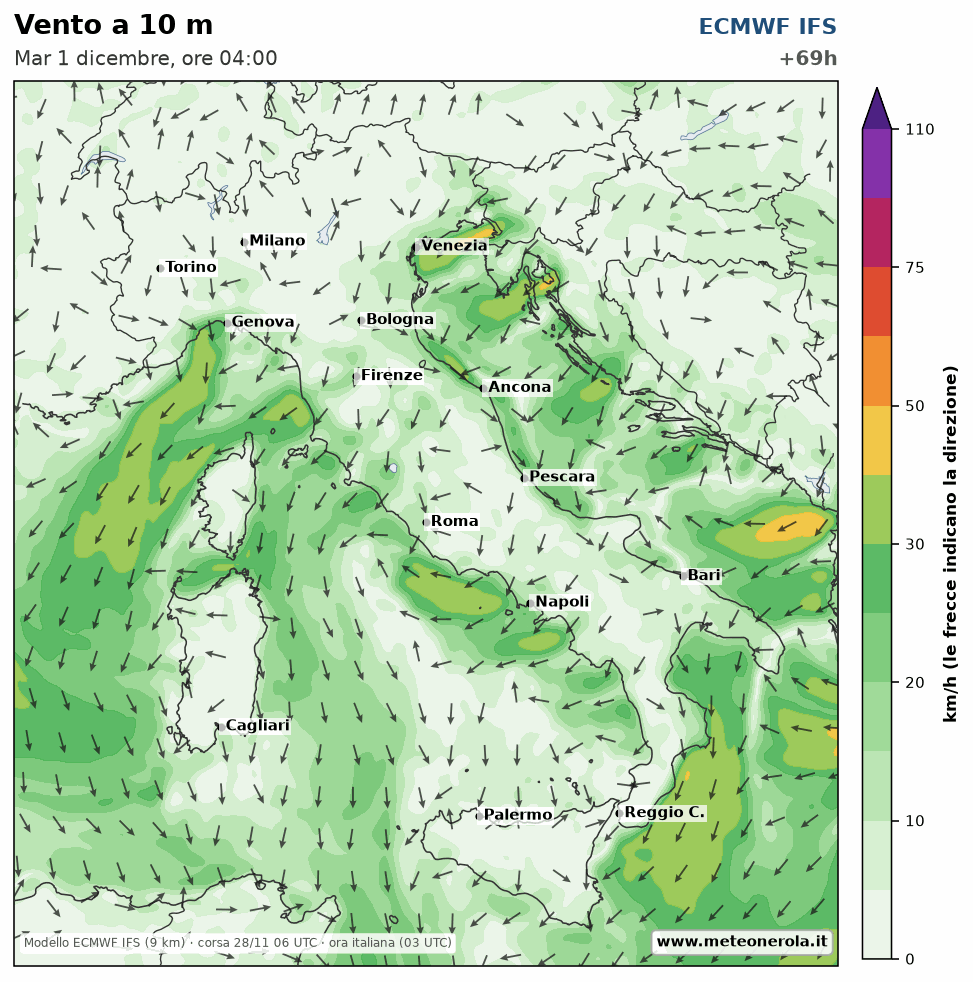 Vento a 10 m
ECMWF IFS
Mar 1 dicembre, ore 04:00
+69h
110
75
50
30
20
10
0
km/h (le frecce indicano la direzione)
Venezia
Milano
Torino
Genova
Bologna
Firenze
Ancona
Pescara
Roma
Bari
Napoli
Cagliari
Palermo
Reggio C.
Modello ECMWF IFS (9 km) · corsa 28/11 06 UTC · ora italiana (03 UTC)
www.meteonerola.it